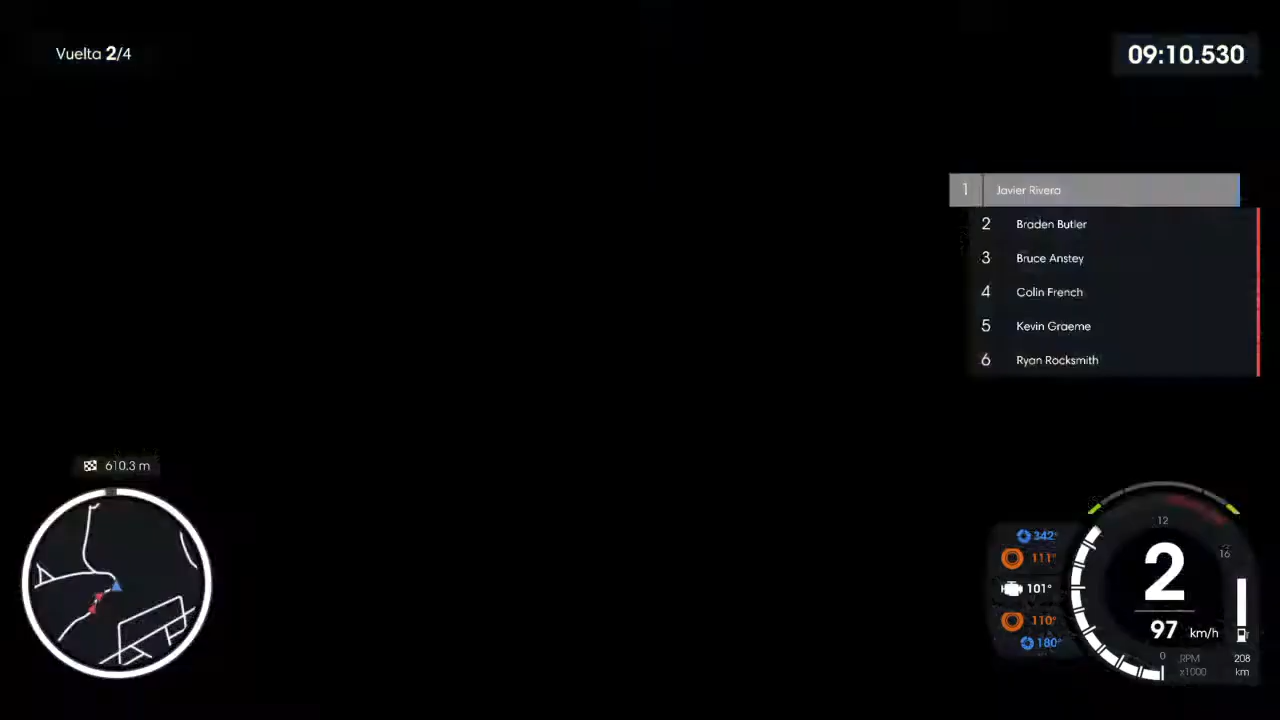 Vuelta 2/4
09:10.530
1 Javier Rivera
2 Braden Butler
3 Bruce Anstey
4 Colin French
5 Kevin Graeme
6 Ryan Rocksmith
610.3 m
342°
111°
101°
110°
180°
12
16
2
97 km/h
0 RPM x1000
208 km